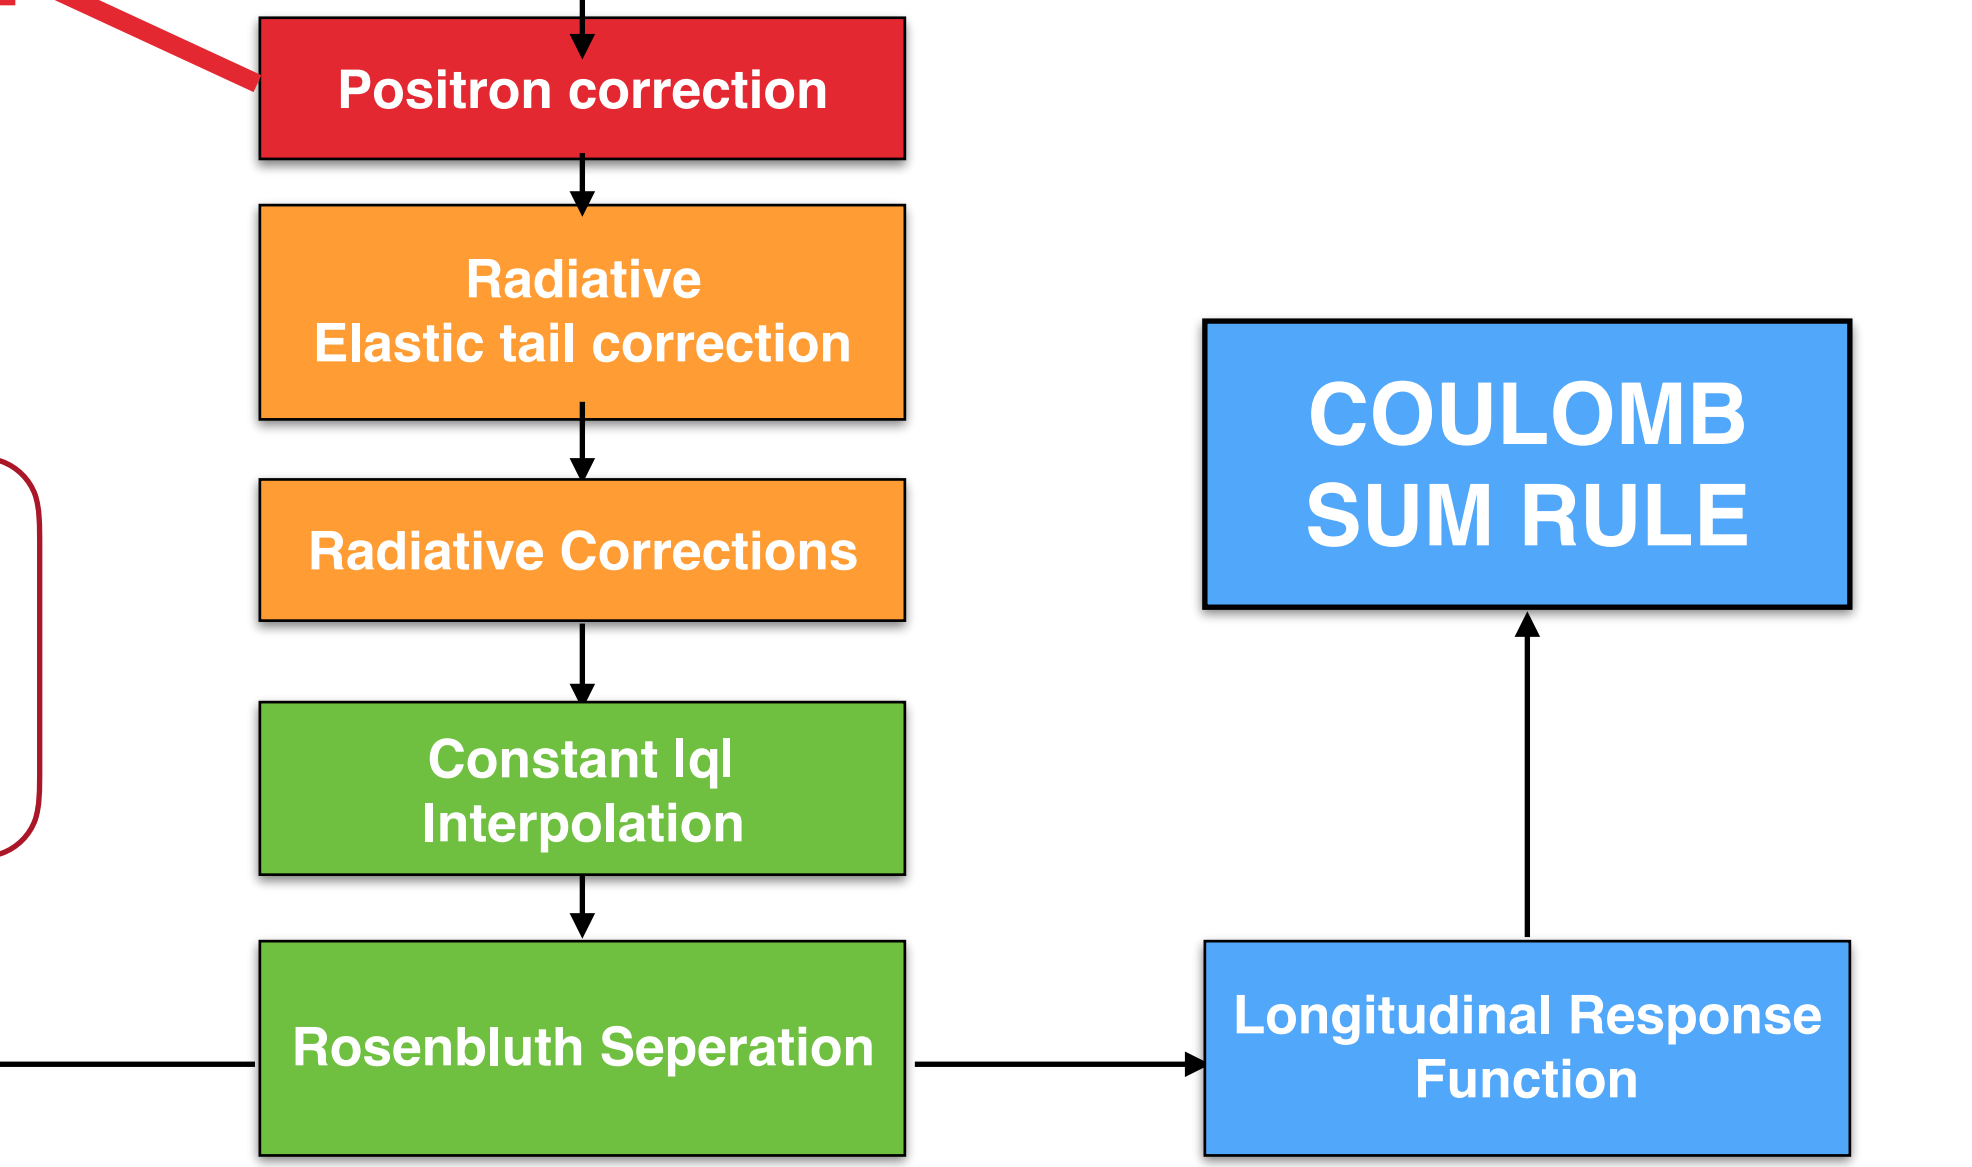 Positron correction
Radiative
Elastic tail correction
Radiative Corrections
Constant lql
Interpolation
Rosenbluth Seperation
COULOMB
SUM RULE
Longitudinal Response
Function